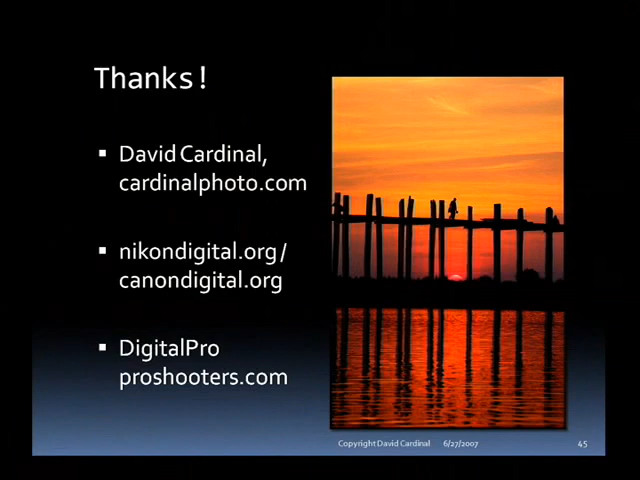 Thanks!
David Cardinal,
cardinalphoto.com
nikondigital.org/
canondigital.org
DigitalPro
proshooters.com
Copyright David Cardinal 6/27/2007 45